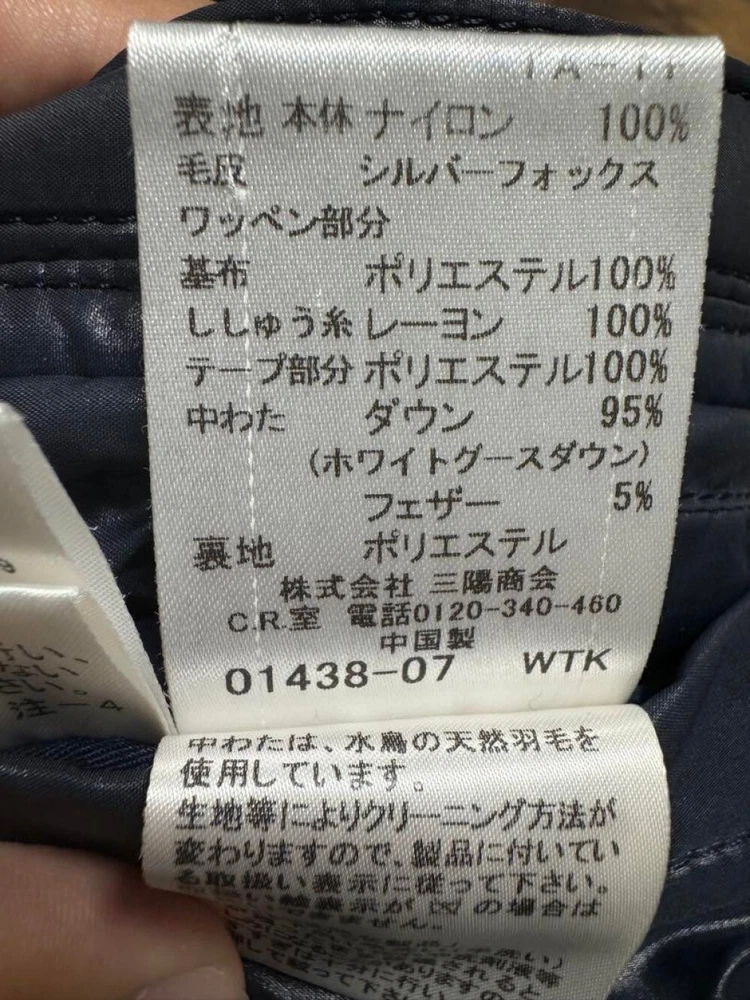 表地 本体 ナイロン 100%
毛皮 シルバーフォックス
ワッペン部分
基布 ポリエステル100%
ししゅう糸 レーヨン 100%
テープ部分 ポリエステル100%
中わた ダウン 95%
(ホワイトグースダウン)
フェザー 5%
裏地 ポリエステル
株式会社 三陽商会
C.R.室 電話0120-340-460
中国製
01438-07 WTK
中わたは、水鳥の天然羽毛を
使用しています。
生地等によりクリーニング方法が
変わりますので、製品に付いてい
る取扱い表示に従って下さい。
表示が の場合は
注－4